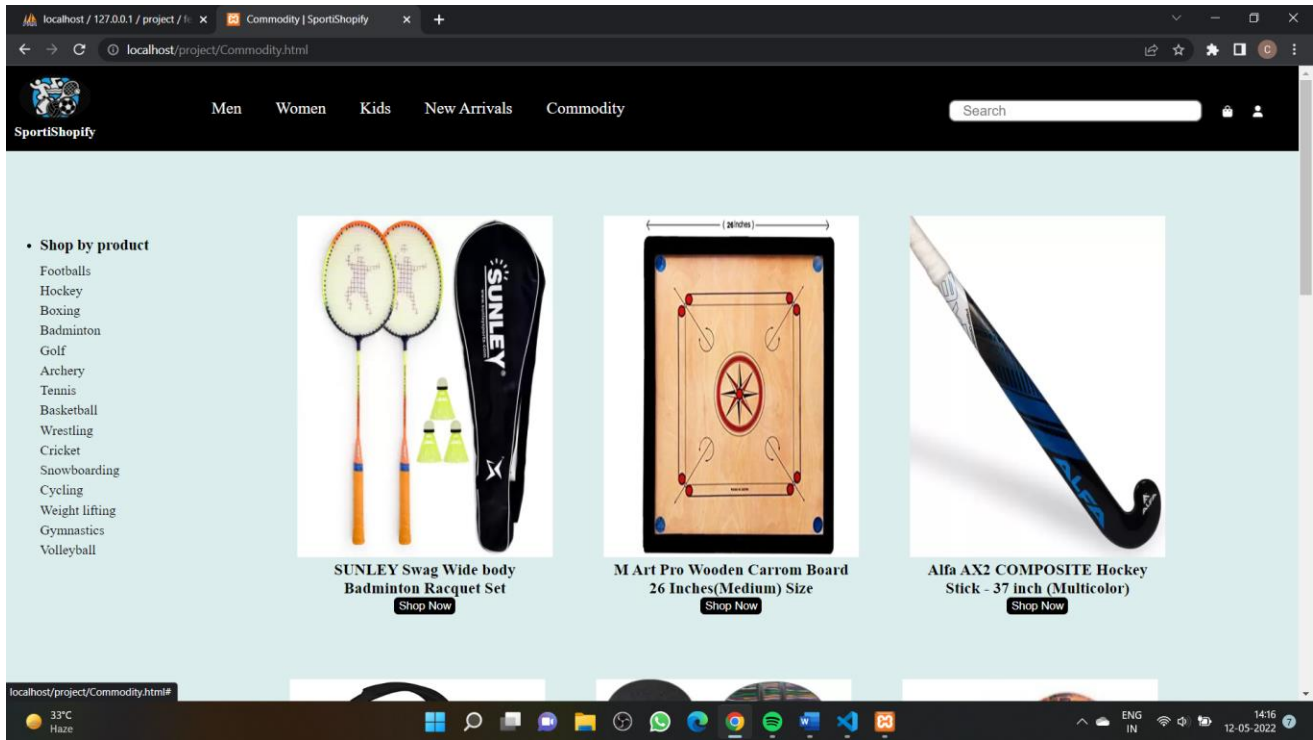 localhost / 127.0.0.1 / project / fe
Commodity | SportiShopify
localhost/project/Commodity.html
C
SportiShopify
Men
Women
Kids
New Arrivals
Commodity
Search
Shop by product
Footballs
Hockey
Boxing
Badminton
Golf
Archery
Tennis
Basketball
Wrestling
Cricket
Snowboarding
Cycling
Weight lifting
Gymnastics
Volleyball
SUNLEY
SUNLEY Swag Wide body
Badminton Racquet Set
Shop Now
( 26 Inches )
M Art Pro Wooden Carrom Board
26 Inches(Medium) Size
Shop Now
ALFA
Alfa AX2 COMPOSITE Hockey
Stick - 37 inch (Multicolor)
Shop Now
localhost/project/Commodity.html#
33°C
Haze
ENG
IN
14:16
12-05-2022
7